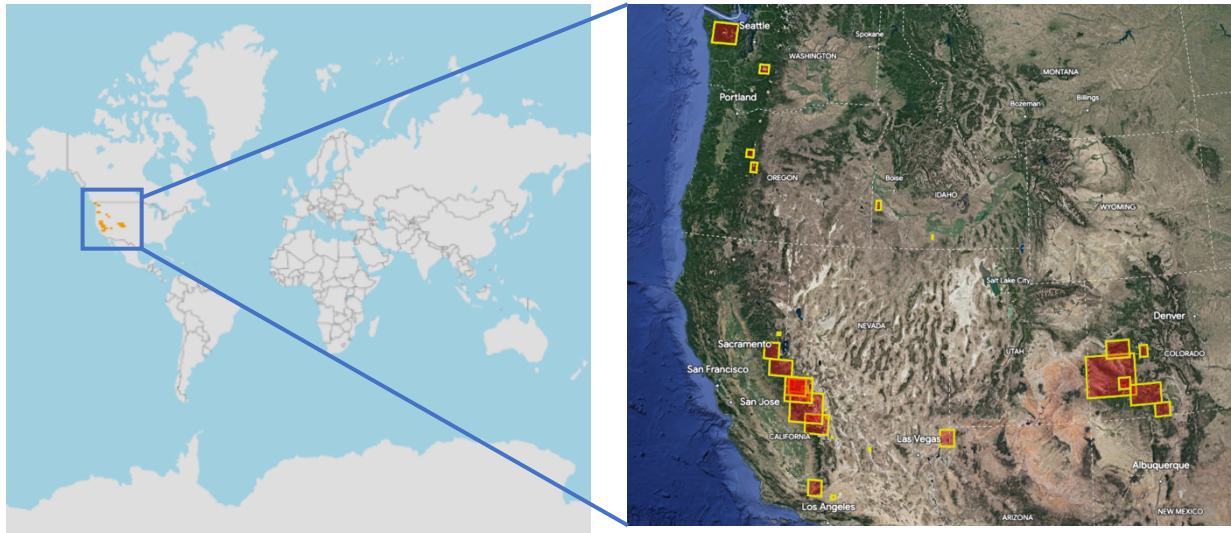 Seattle
Spokane
WASHINGTON
MONTANA
Portland
Bozeman
Billings
OREGON
Boise
IDAHO
WYOMING
Salt Lake City
Denver
NEVADA
Sacramento
UTAH
COLORADO
San Francisco
San Jose
CALIFORNIA
Las Vegas
Albuquerque
Los Angeles
ARIZONA
NEW MEXICO